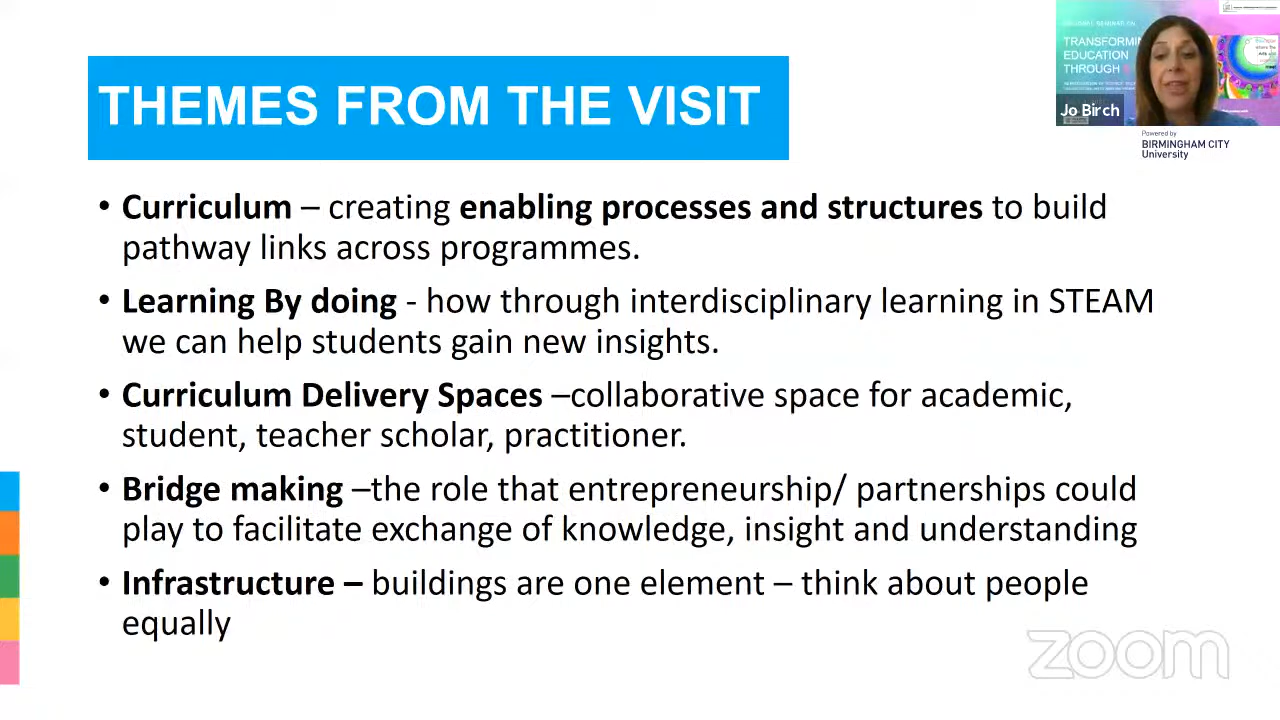 THEMES FROM THE VISIT
TRANSFORMIN
EDUCATION
THROUGH
Jo Birch
Powered by
BIRMINGHAM CITY
University
• Curriculum – creating enabling processes and structures to build
pathway links across programmes.
• Learning By doing - how through interdisciplinary learning in STEAM
we can help students gain new insights.
• Curriculum Delivery Spaces –collaborative space for academic,
student, teacher scholar, practitioner.
• Bridge making –the role that entrepreneurship/ partnerships could
play to facilitate exchange of knowledge, insight and understanding
• Infrastructure – buildings are one element – think about people
equally
zoom